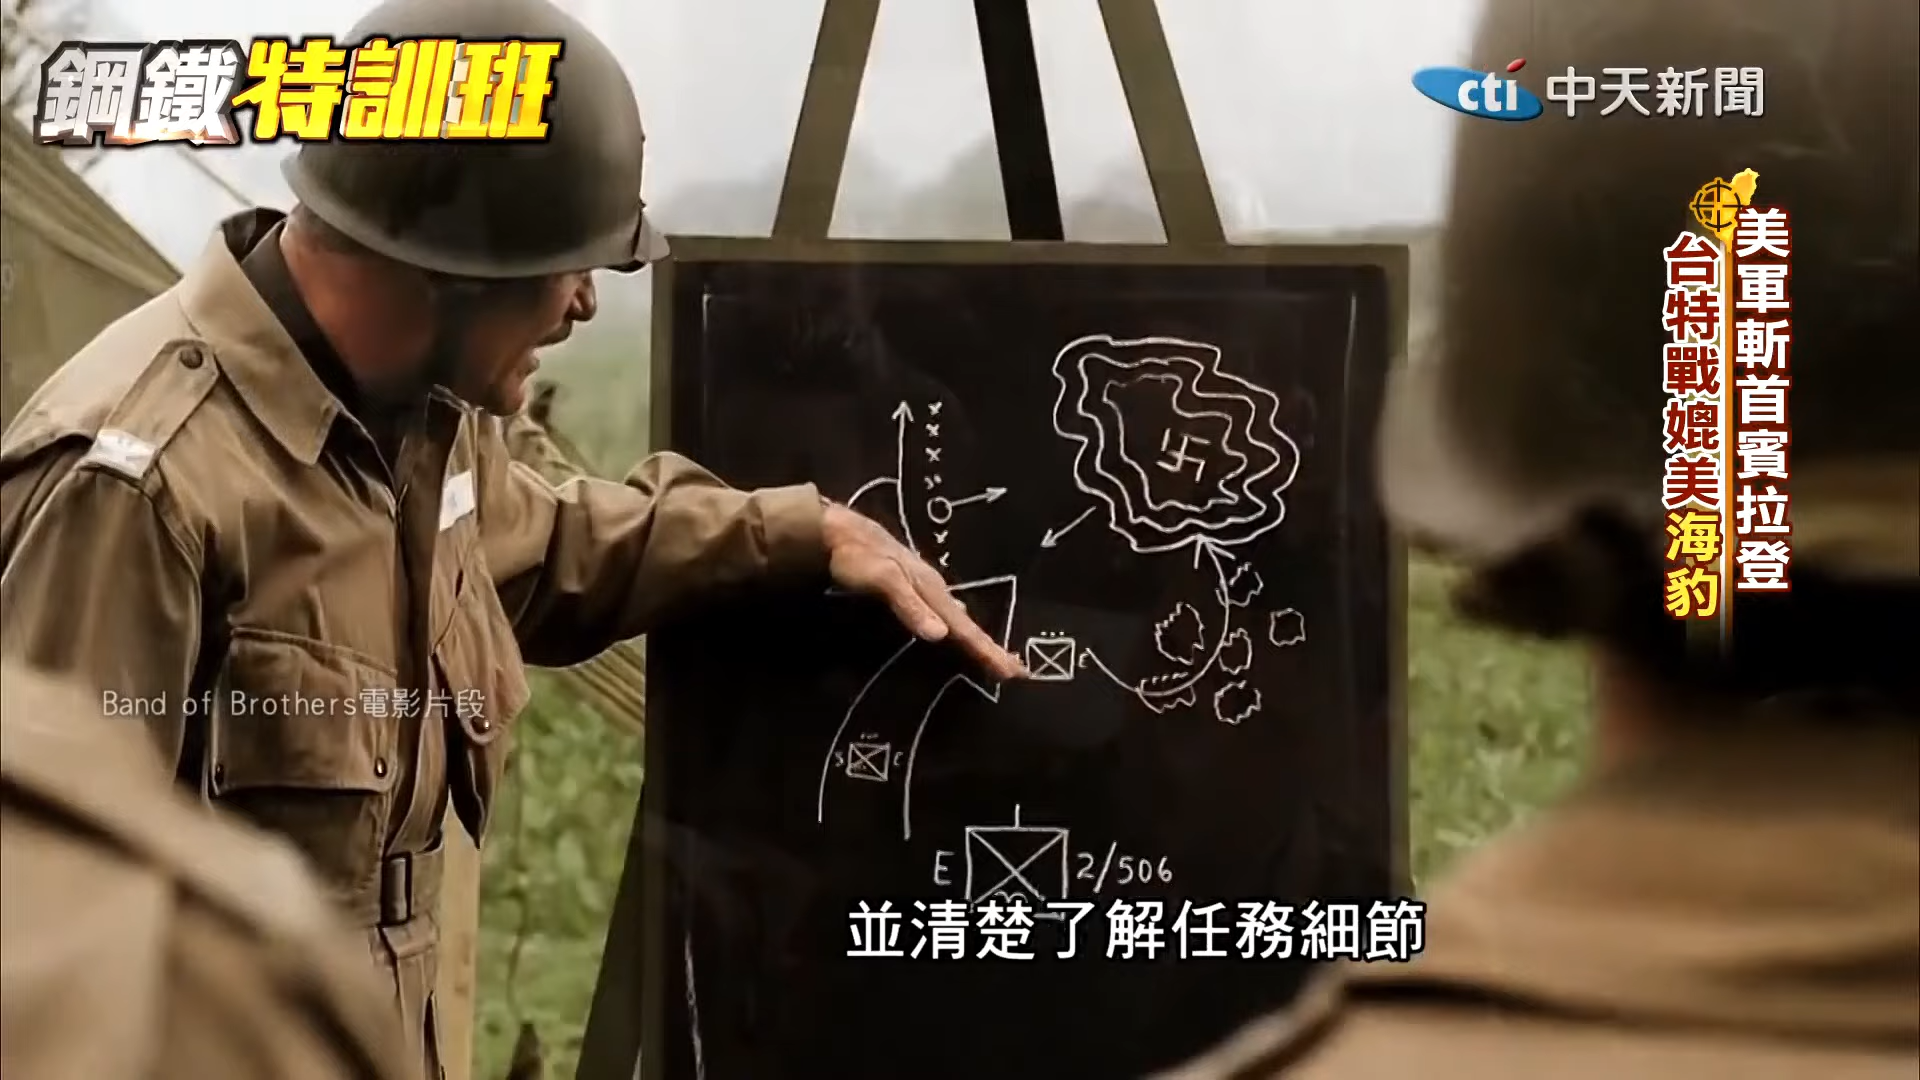 鋼鐵特訓班
cti 中天新聞
美軍斬首賓拉登
台特戰媲美海豹
Band of Brothers電影片段
E
S E
E 2/506
並清楚了解任務細節